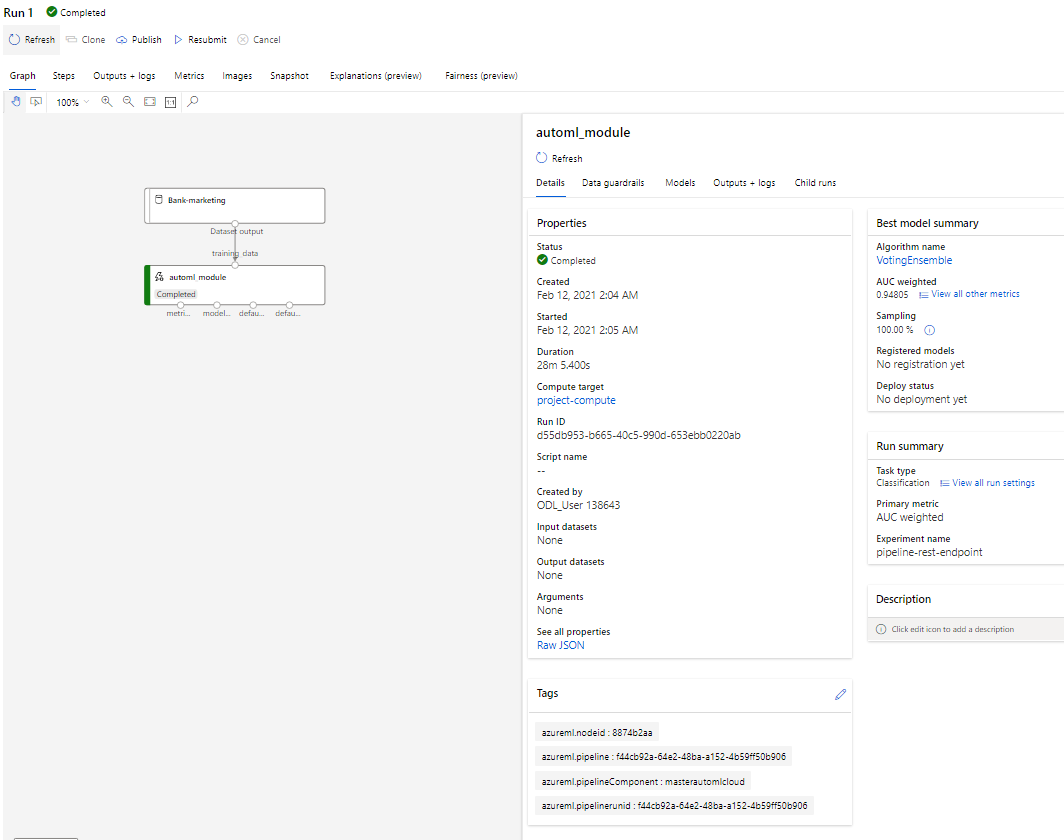 Run 1 Completed
Refresh Clone Publish Resubmit Cancel
Graph Steps Outputs + logs Metrics Images Snapshot Explanations (preview) Fairness (preview)
100% 1:1
Bank-marketing
Dataset output
training_data
automl_module
Completed
metri... model... defau... defau...
automl_module
Refresh
Details Data guardrails Models Outputs + logs Child runs
Properties
Status
Completed
Created
Feb 12, 2021 2:04 AM
Started
Feb 12, 2021 2:05 AM
Duration
28m 5.400s
Compute target
project-compute
Run ID
d55db953-b665-40c5-990d-653ebb0220ab
Script name
--
Created by
ODL_User 138643
Input datasets
None
Output datasets
None
Arguments
None
See all properties
Raw JSON
Tags
azureml.nodeid : 8874b2aa
azureml.pipeline : f44cb92a-64e2-48ba-a152-4b59ff50b906
azureml.pipelineComponent : masterautomlcloud
azureml.pipelinerunid : f44cb92a-64e2-48ba-a152-4b59ff50b906
Best model summary
Algorithm name
VotingEnsemble
AUC weighted
0.94805 View all other metrics
Sampling
100.00 %
Registered models
No registration yet
Deploy status
No deployment yet
Run summary
Task type
Classification View all run settings
Primary metric
AUC weighted
Experiment name
pipeline-rest-endpoint
Description
Click edit icon to add a description